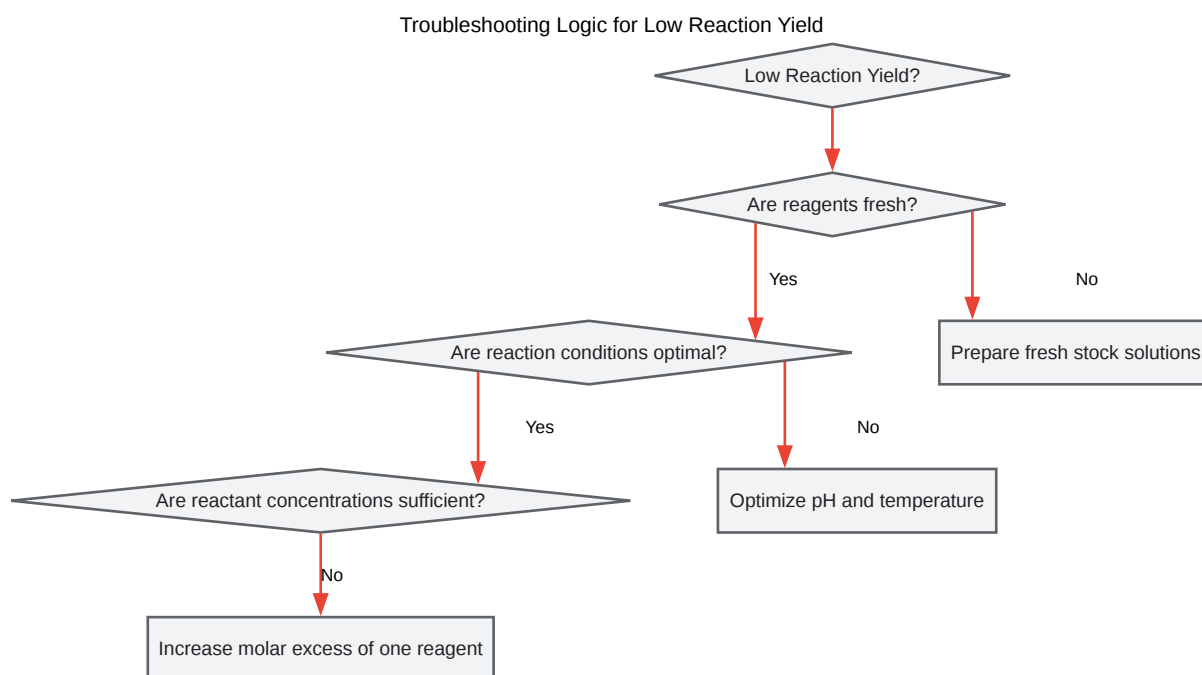 Troubleshooting Logic for Low Reaction Yield
Low Reaction Yield?
Are reagents fresh?
Yes
No
Are reaction conditions optimal?
Prepare fresh stock solutions
Yes
No
Are reactant concentrations sufficient?
Optimize pH and temperature
No
Increase molar excess of one reagent